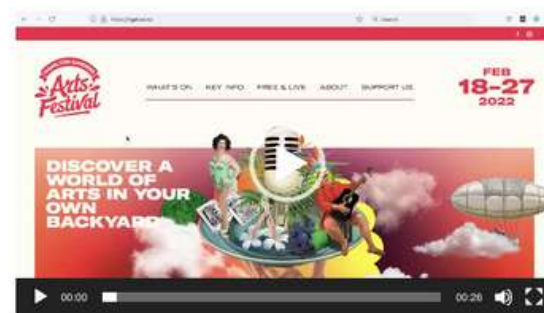 Search
Arts
Festival
WHAT'S ON KEY INFO FREE & LIVE ABOUT SUPPORT US
FEB
18-27
2022
DISCOVER A
WORLD OF
ARTS IN YOUR
OWN
BACKYARD
00:00
00:26